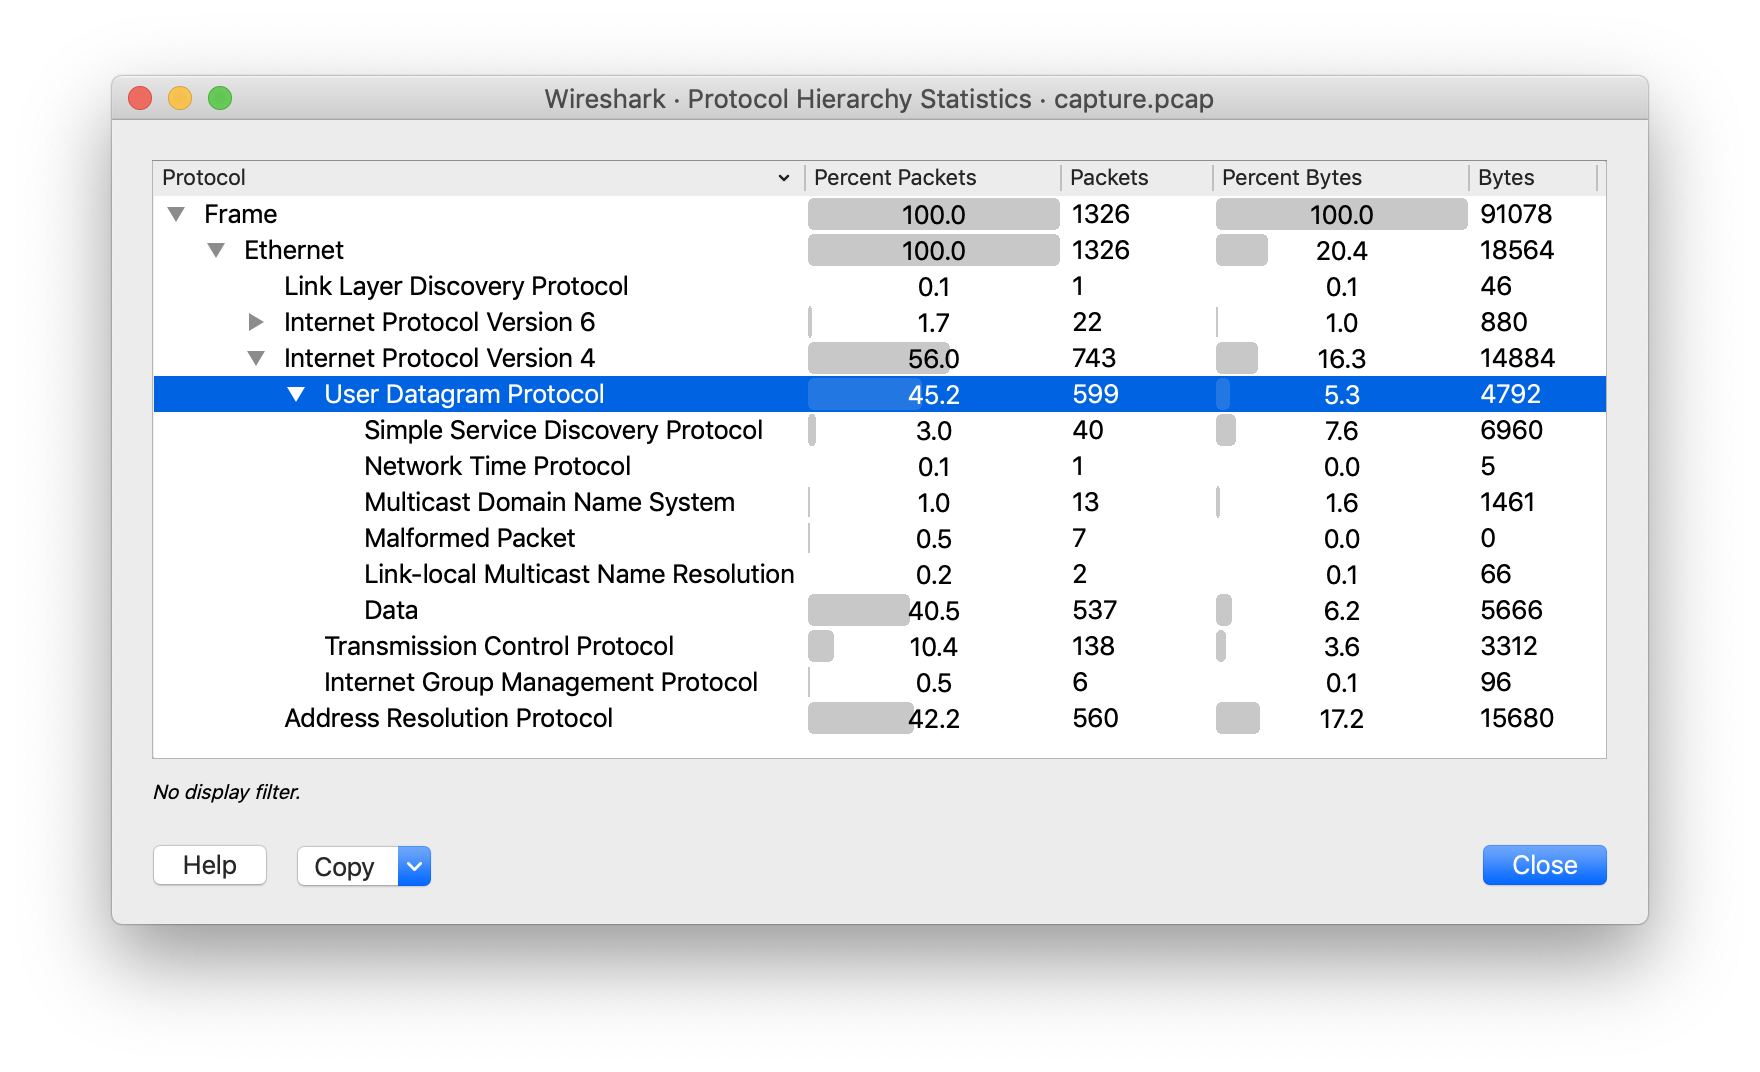 Wireshark · Protocol Hierarchy Statistics · capture.pcap
Protocol Percent Packets Packets Percent Bytes Bytes
Frame 100.0 1326 100.0 91078
Ethernet 100.0 1326 20.4 18564
Link Layer Discovery Protocol 0.1 1 0.1 46
Internet Protocol Version 6 1.7 22 1.0 880
Internet Protocol Version 4 56.0 743 16.3 14884
User Datagram Protocol 45.2 599 5.3 4792
Simple Service Discovery Protocol 3.0 40 7.6 6960
Network Time Protocol 0.1 1 0.0 5
Multicast Domain Name System 1.0 13 1.6 1461
Malformed Packet 0.5 7 0.0 0
Link-local Multicast Name Resolution 0.2 2 0.1 66
Data 40.5 537 6.2 5666
Transmission Control Protocol 10.4 138 3.6 3312
Internet Group Management Protocol 0.5 6 0.1 96
Address Resolution Protocol 42.2 560 17.2 15680
No display filter.
Help Copy Close